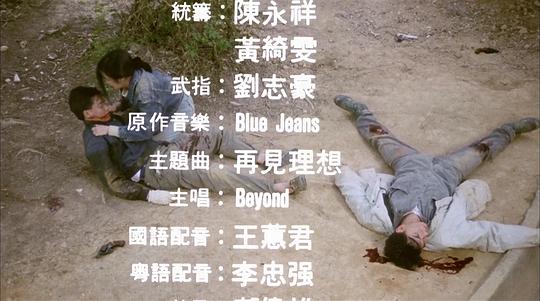 統籌：陳永祥
黃綺雯
武指：劉志豪
原作音樂：Blue Jeans
主題曲：再見理想
主唱：Beyond
國語配音：王蕙君
粵語配音：李忠强